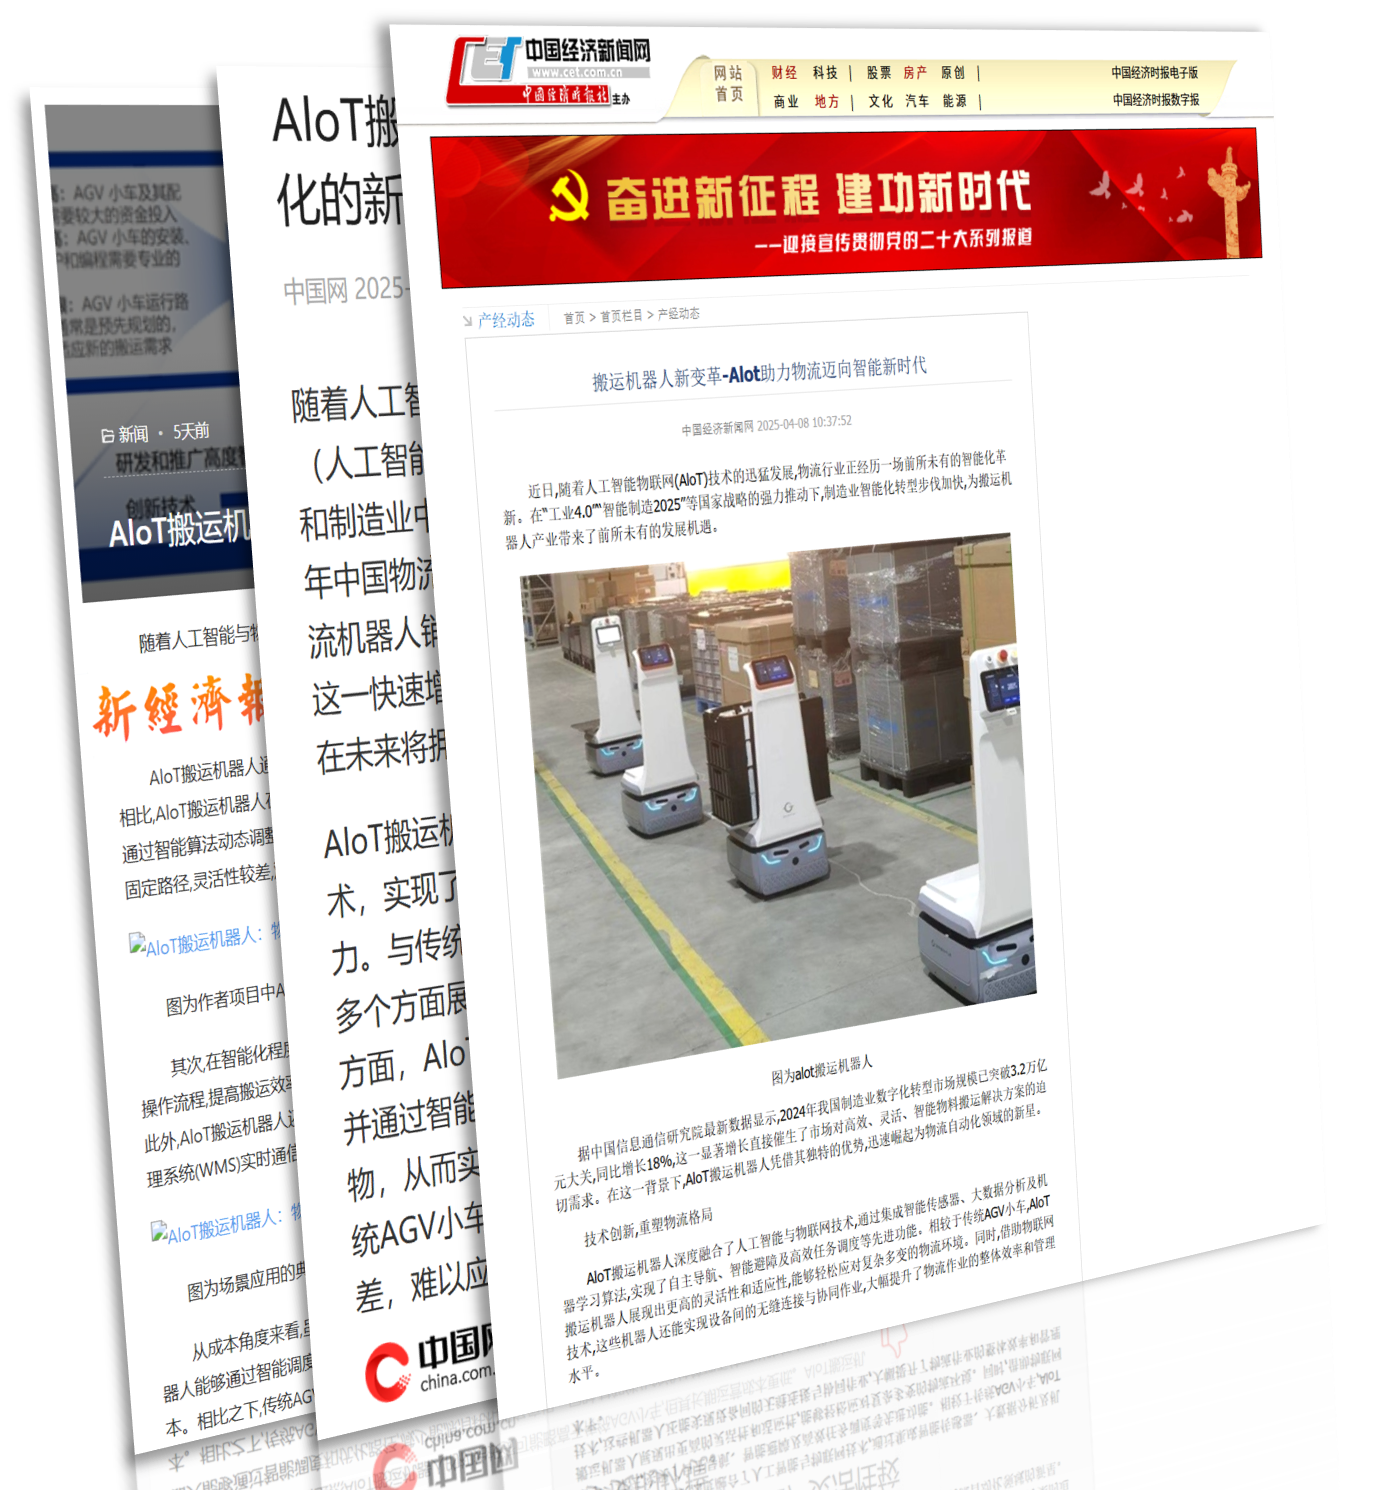 高：AGV 小车及其配
需要较大的资金投入
高：AGV 小车的安装、
户和编程需要专业的
：AGV 小车运行路
通常是预先规划的，
适应新的搬运需求
新闻 • 5天前
研发和推广高度
创新技术
AIoT搬运机
随着人工智能与物
新經濟報
AIoT搬运机器人通
相比,AIoT搬运机器人在
通过智能算法动态调整
固定路径,灵活性较差,
AIoT搬运机器人：物
图为作者项目中A
其次,在智能化程度
操作流程,提高搬运效率
此外,AIoT搬运机器人还
理系统(WMS)实时通信
AIoT搬运机器人：物
图为场景应用的典
从成本角度来看,虽
器人能够通过智能调度
本。相比之下,传统AGV
AIoT搬
化的新
中国网 2025-
随着人工智
（人工智能
和制造业中
年中国物流
流机器人销
这一快速增
在未来将拥
AIoT搬运机
术，实现了
力。与传统
多个方面展
方面，AIoT
并通过智能
物，从而实
统AGV小车
差，难以应
中国网
china.com.
CET 中国经济新闻网
www.cet.com.cn
中国经济时报社 主办
网站 首页
财经 科技 | 股票 房产 原创 |
商业 地方 | 文化 汽车 能源 |
中国经济时报电子版
中国经济时报数字报
奋进新征程 建功新时代
——迎接宣传贯彻党的二十大系列报道
产经动态 首页 > 首页栏目 > 产经动态
搬运机器人新变革-AIot助力物流迈向智能新时代
中国经济新闻网 2025-04-08 10:37:52
近日,随着人工智能物联网(AIoT)技术的迅猛发展,物流行业正经历一场前所未有的智能化革
新。在“工业4.0”“智能制造2025”等国家战略的强力推动下,制造业智能化转型步伐加快,为搬运机
器人产业带来了前所未有的发展机遇。
图为aIot搬运机器人
据中国信息通信研究院最新数据显示,2024年我国制造业数字化转型市场规模已突破3.2万亿
元大关,同比增长18%,这一显著增长直接催生了市场对高效、灵活、智能物料搬运解决方案的迫
切需求。在这一背景下,AIoT搬运机器人凭借其独特的优势,迅速崛起为物流自动化领域的新星。
技术创新,重塑物流格局
AIoT搬运机器人深度融合了人工智能与物联网技术,通过集成智能传感器、大数据分析及机
器学习算法,实现了自主导航、智能避障及高效任务调度等先进功能。相较于传统AGV小车,AIoT
搬运机器人展现出更高的灵活性和适应性,能够轻松应对复杂多变的物流环境。同时,借助物联网
技术,这些机器人还能实现设备间的无缝连接与协同作业,大幅提升了物流作业的整体效率和管理
水平。